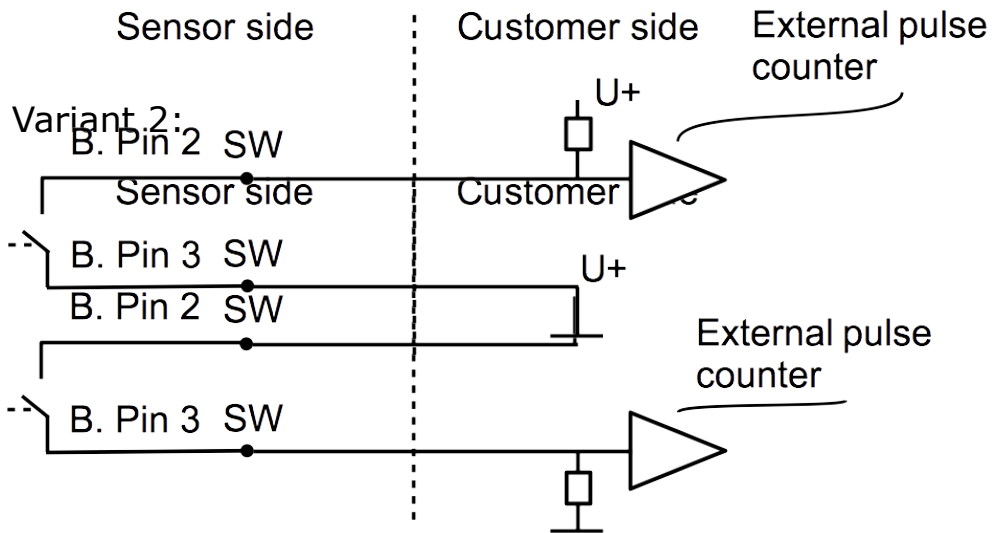 Sensor side
Customer side
External pulse
counter
U+
Variant 2:
B. Pin 2 SW
Sensor side
Customer
B. Pin 3 SW
U+
B. Pin 2 SW
External pulse
counter
B. Pin 3 SW